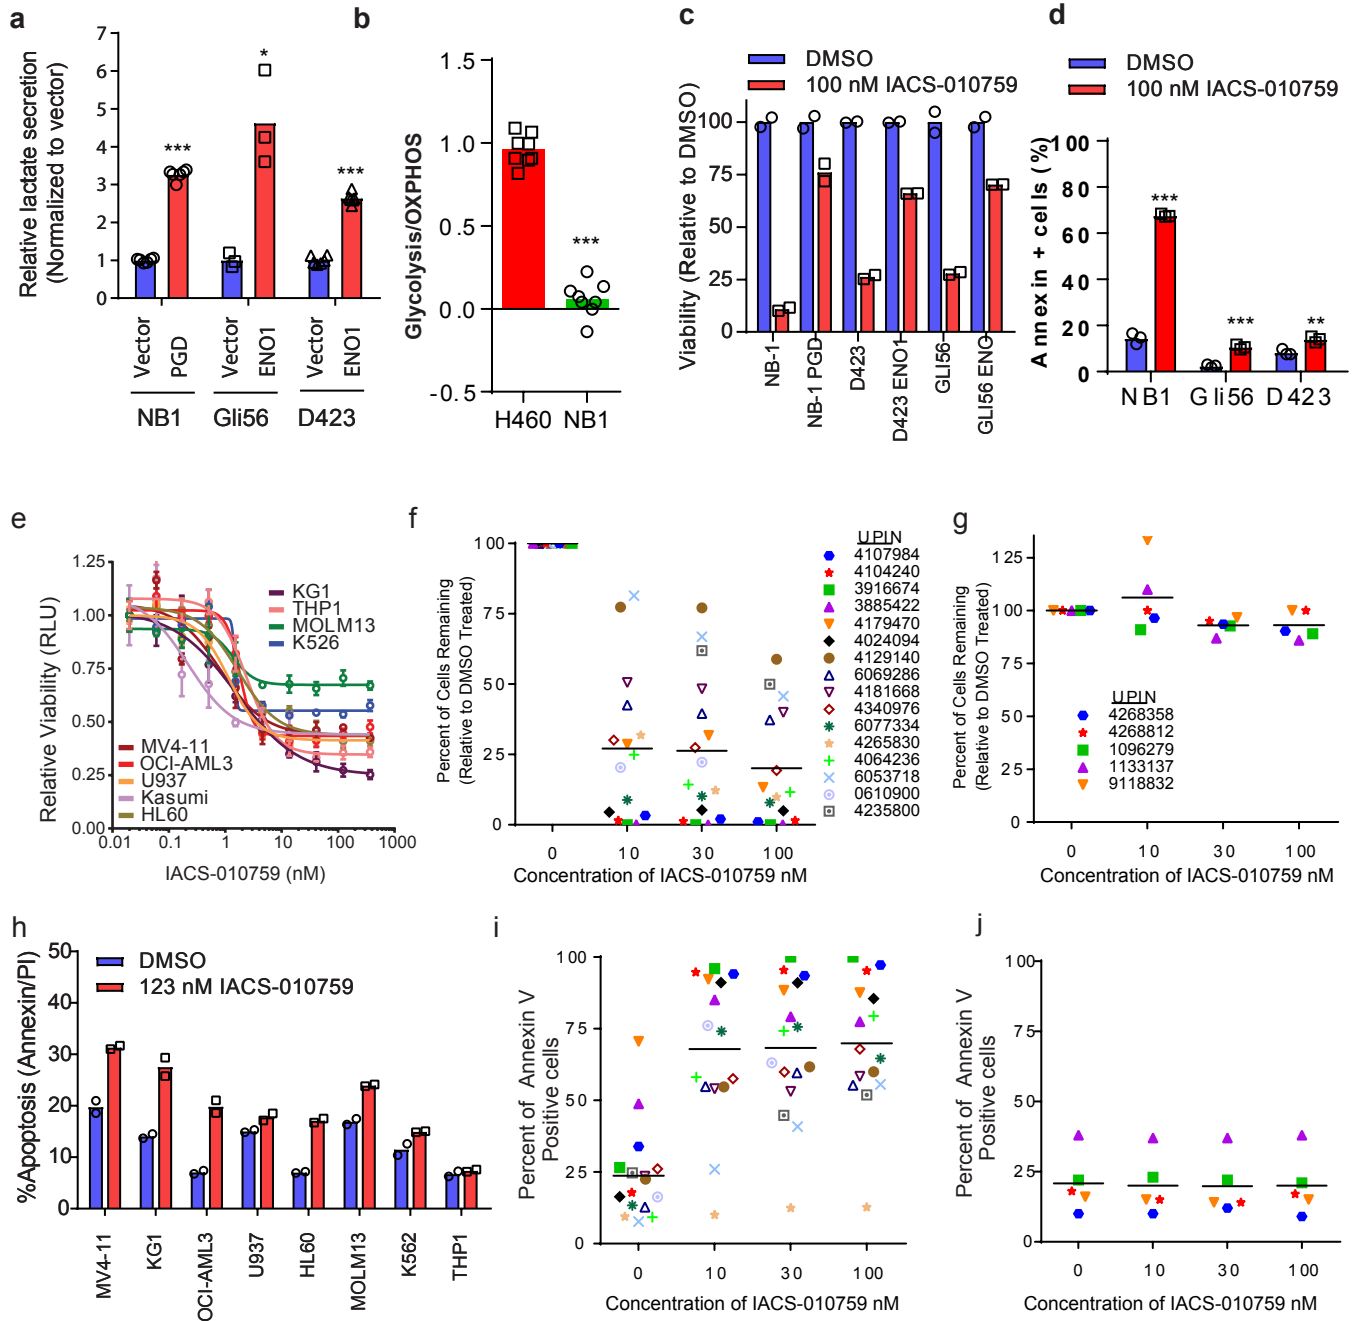 a
Relative lactate secretion
(Normalized to vector)
7
6
5
4
3
2
1
0
***
*
***
Vector
PGD
Vector
ENO1
Vector
ENO1
NB1
Gli56
D423
b
Glycolysis/OXPHOS
1.5
1.0
0.5
0.0
-0.5
***
H460
NB1
c
DMSO
100 nM IACS-010759
Viability (Relative to DMSO)
100
75
50
25
0
NB-1
NB-1 PGD
D423
D423 ENO1
GLI56
GLI56 ENO
d
DMSO
100 nM IACS-010759
Annexin + cells (%)
100
80
60
40
20
0
***
***
**
NB1
Gli56
D423
e
Relative Viability (RLU)
1.25
1.00
0.75
0.50
0.25
0.00
KG1
THP1
MOLM13
K526
MV4-11
OCI-AML3
U937
Kasumi
HL60
0.01
0.1
1
10
100
1000
IACS-010759 (nM)
f
Percent of Cells Remaining
(Relative to DMSO Treated)
100
75
50
25
0
0
10
30
100
Concentration of IACS-010759 nM
UPIN
4107984
4104240
3916674
3885422
4179470
4024094
4129140
6069286
4181668
4340976
6077334
4265830
4064236
6053718
0610900
4235800
g
Percent of Cells Remaining
(Relative to DMSO Treated)
125
100
75
50
25
0
UPIN
4268358
4268812
1096279
1133137
9118832
0
10
30
100
Concentration of IACS-010759 nM
h
%Apoptosis (Annexin/PI)
50
40
30
20
10
0
DMSO
123 nM IACS-010759
MV4-11
KG1
OCI-AML3
U937
HL60
MOLM13
K562
THP1
i
Percent of Annexin V
Positive cells
100
75
50
25
0
0
10
30
100
Concentration of IACS-010759 nM
j
Percent of Annexin V
Positive cells
100
75
50
25
0
0
10
30
100
Concentration of IACS-010759 nM